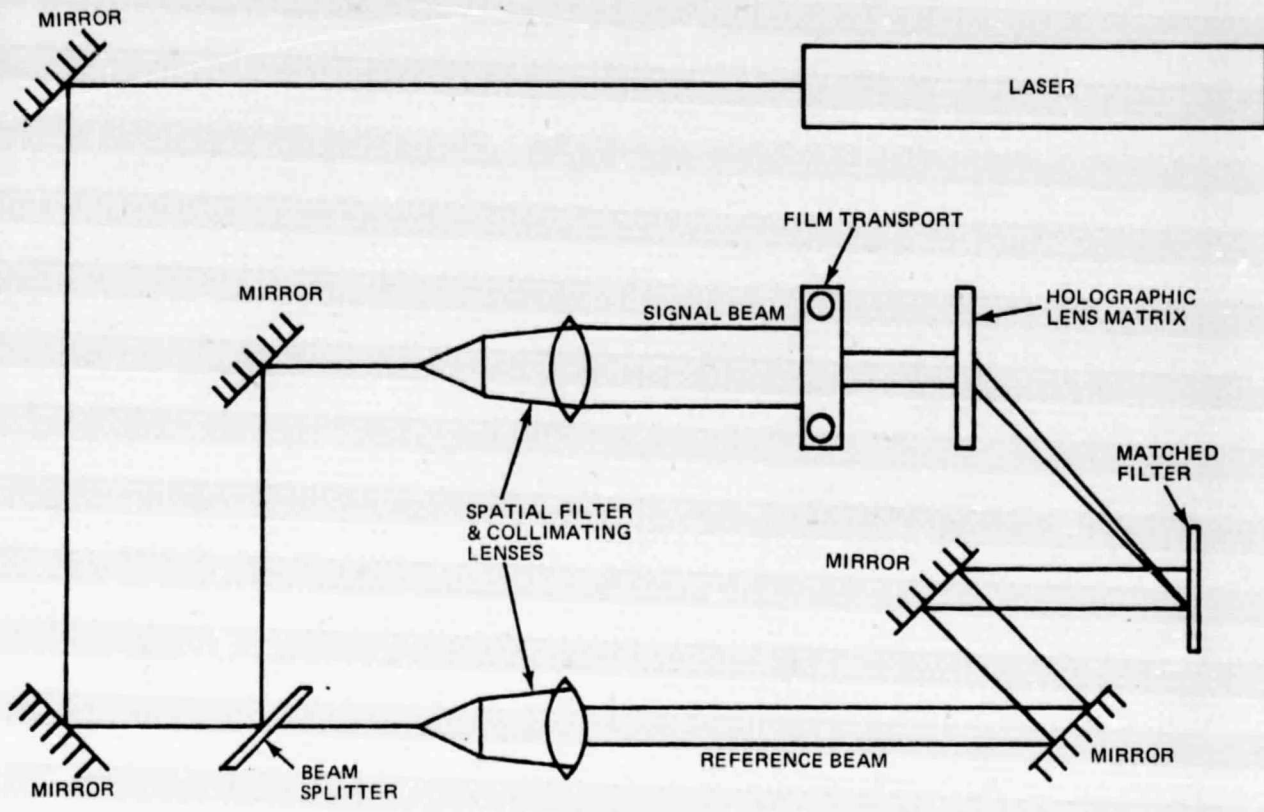 MIRROR
LASER
FILM TRANSPORT
MIRROR
SIGNAL BEAM
HOLOGRAPHIC
LENS MATRIX
MATCHED
FILTER
SPATIAL FILTER
& COLLIMATING
LENSES
MIRROR
REFERENCE BEAM
MIRROR
MIRROR
BEAM
SPLITTER